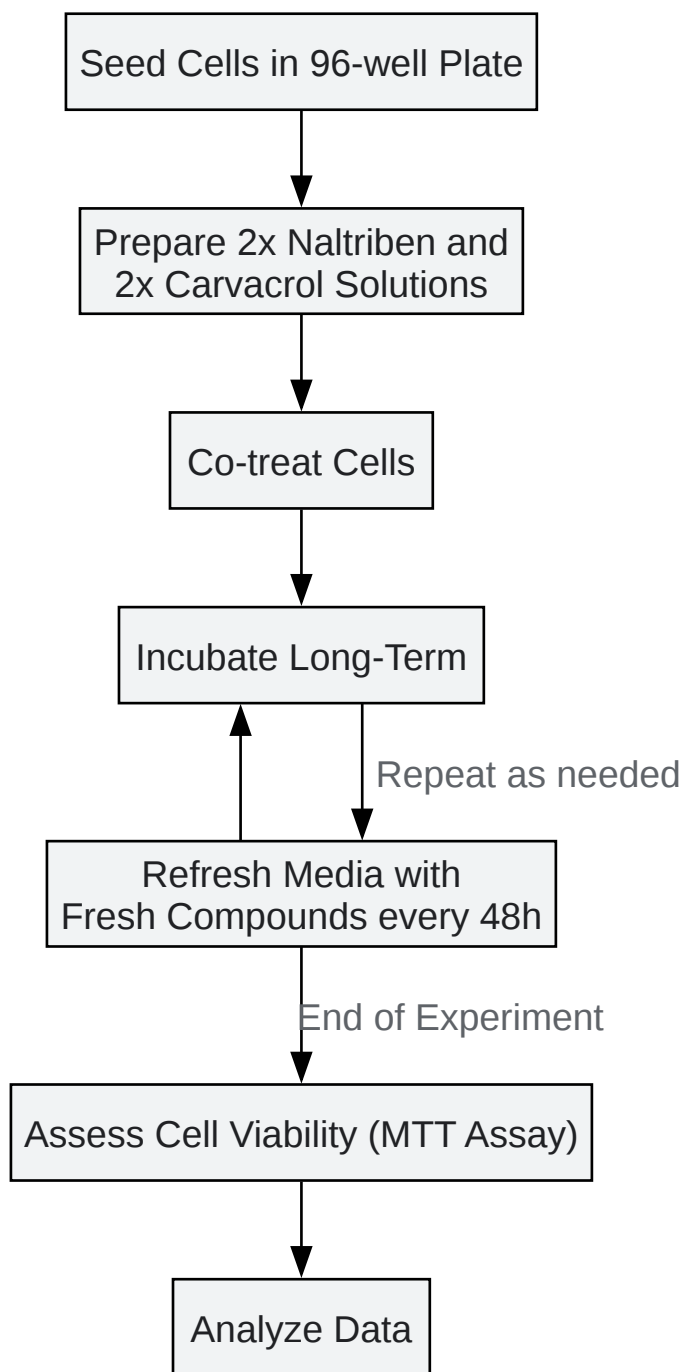 Seed Cells in 96-well Plate
Prepare 2x Naltriben and
2x Carvacrol Solutions
Co-treat Cells
Incubate Long-Term
Repeat as needed
Refresh Media with
Fresh Compounds every 48h
End of Experiment
Assess Cell Viability (MTT Assay)
Analyze Data